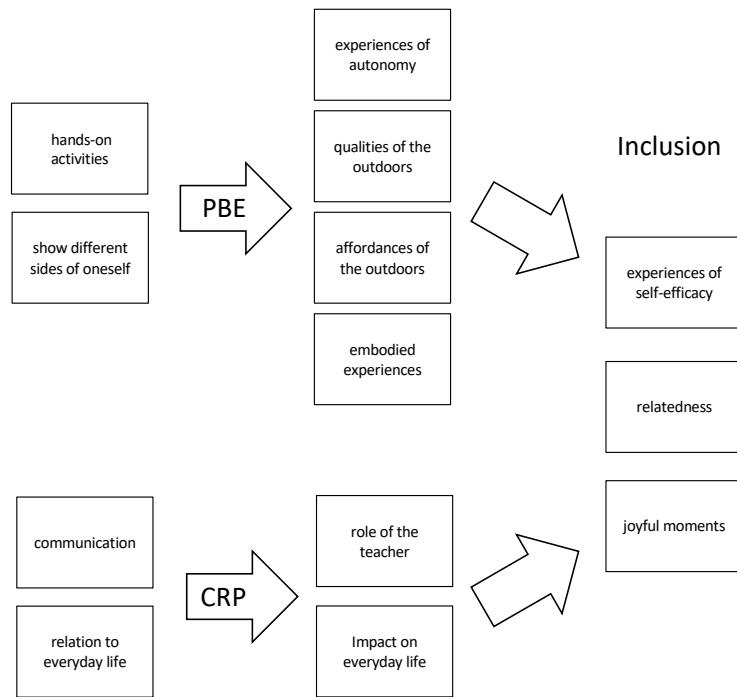 hands-on
activities
show different
sides of oneself
PBE
experiences of
autonomy
qualities of the
outdoors
affordances of
the outdoors
embodied
experiences
Inclusion
experiences of
self-efficacy
relatedness
joyful moments
communication
relation to
everyday life
CRP
role of the
teacher
Impact on
everyday life